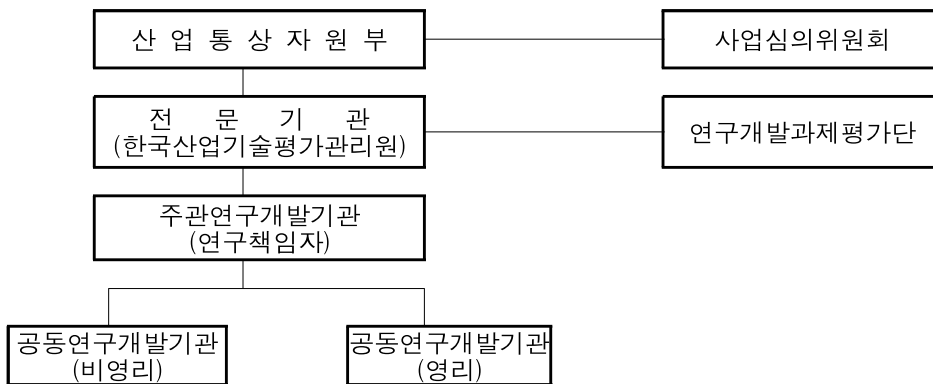 산 업 통 상 자 원 부
사업심의위원회
전 문 기 관
(한국산업기술평가관리원)
연구개발과제평가단
주관연구개발기관
(연구책임자)
공동연구개발기관
(비영리)
공동연구개발기관
(영리)